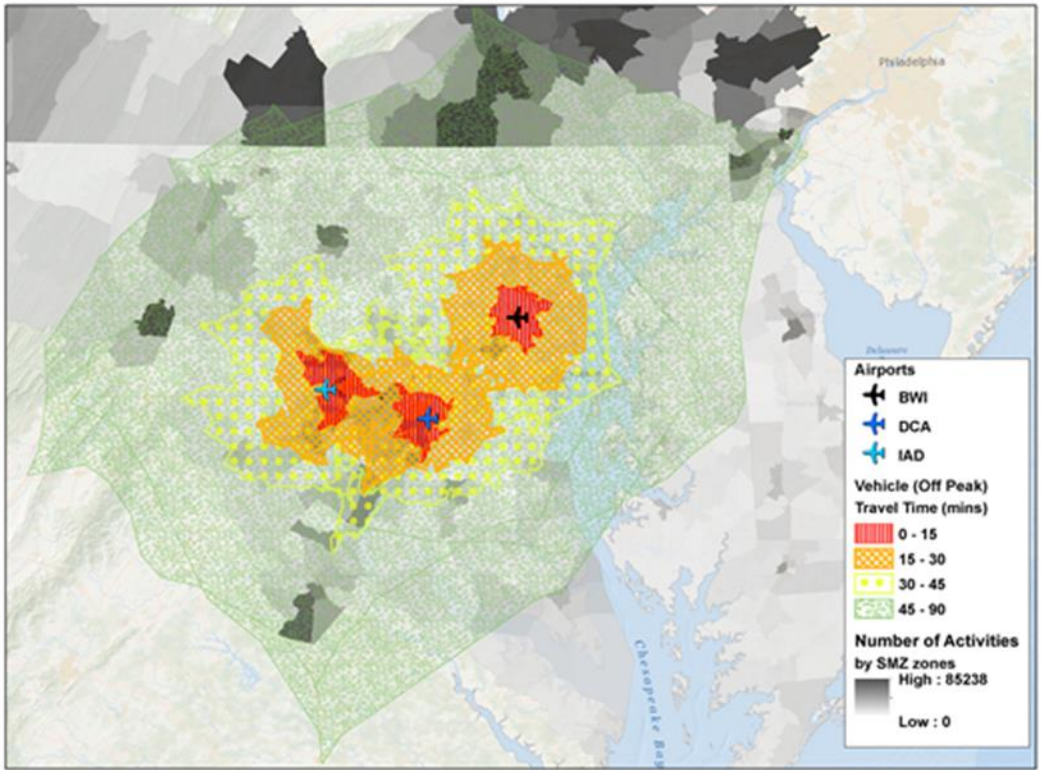 Philadelphia
Delaware
Airports
BWI
DCA
IAD
Vehicle (Off Peak)
Travel Time (mins)
0 - 15
15 - 30
30 - 45
45 - 90
Number of Activities
by SMZ zones
High : 85238
Low : 0
Chesapeake Bay